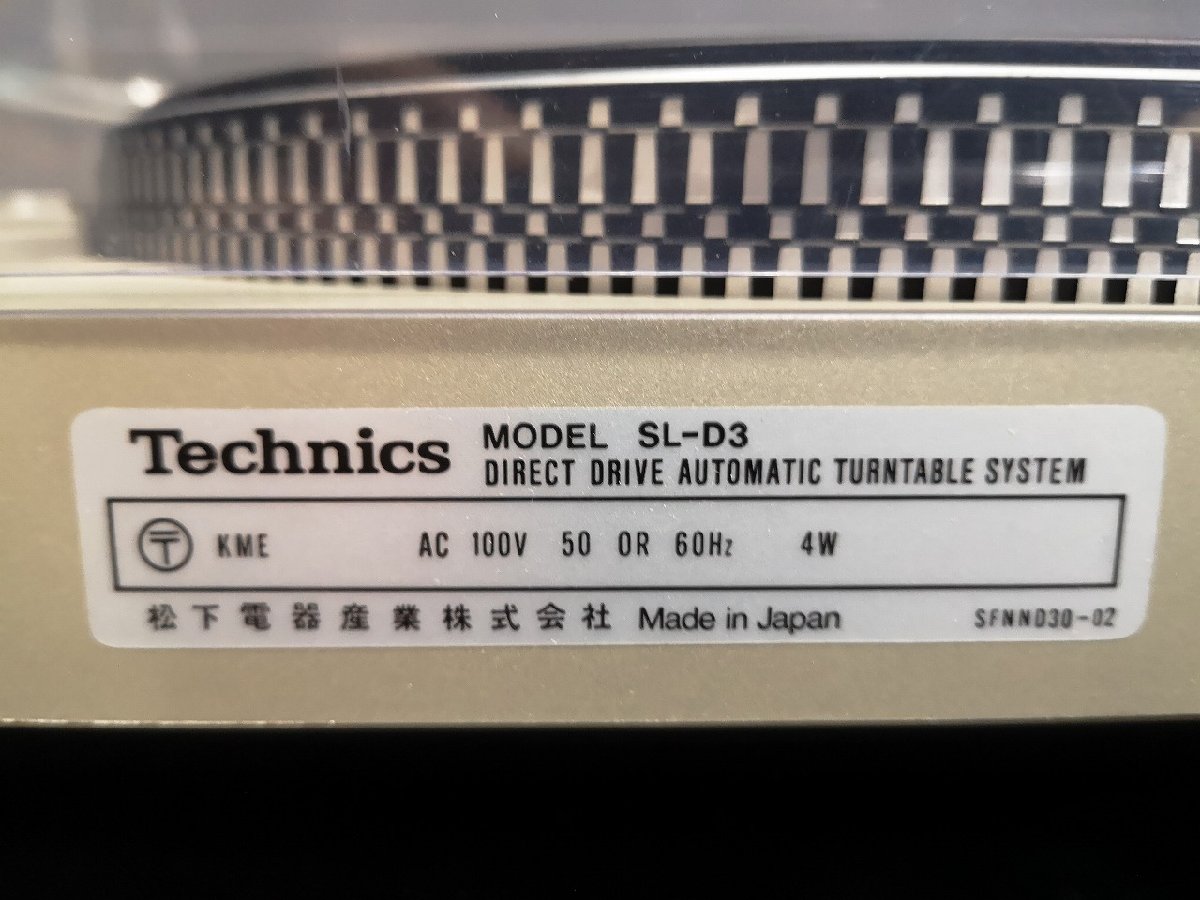 Technics MODEL SL-D3
DIRECT DRIVE AUTOMATIC TURNTABLE SYSTEM
〒 KME AC 100V 50 OR 60Hz 4W
松下電器産業株式会社 Made in Japan SFNND30-02